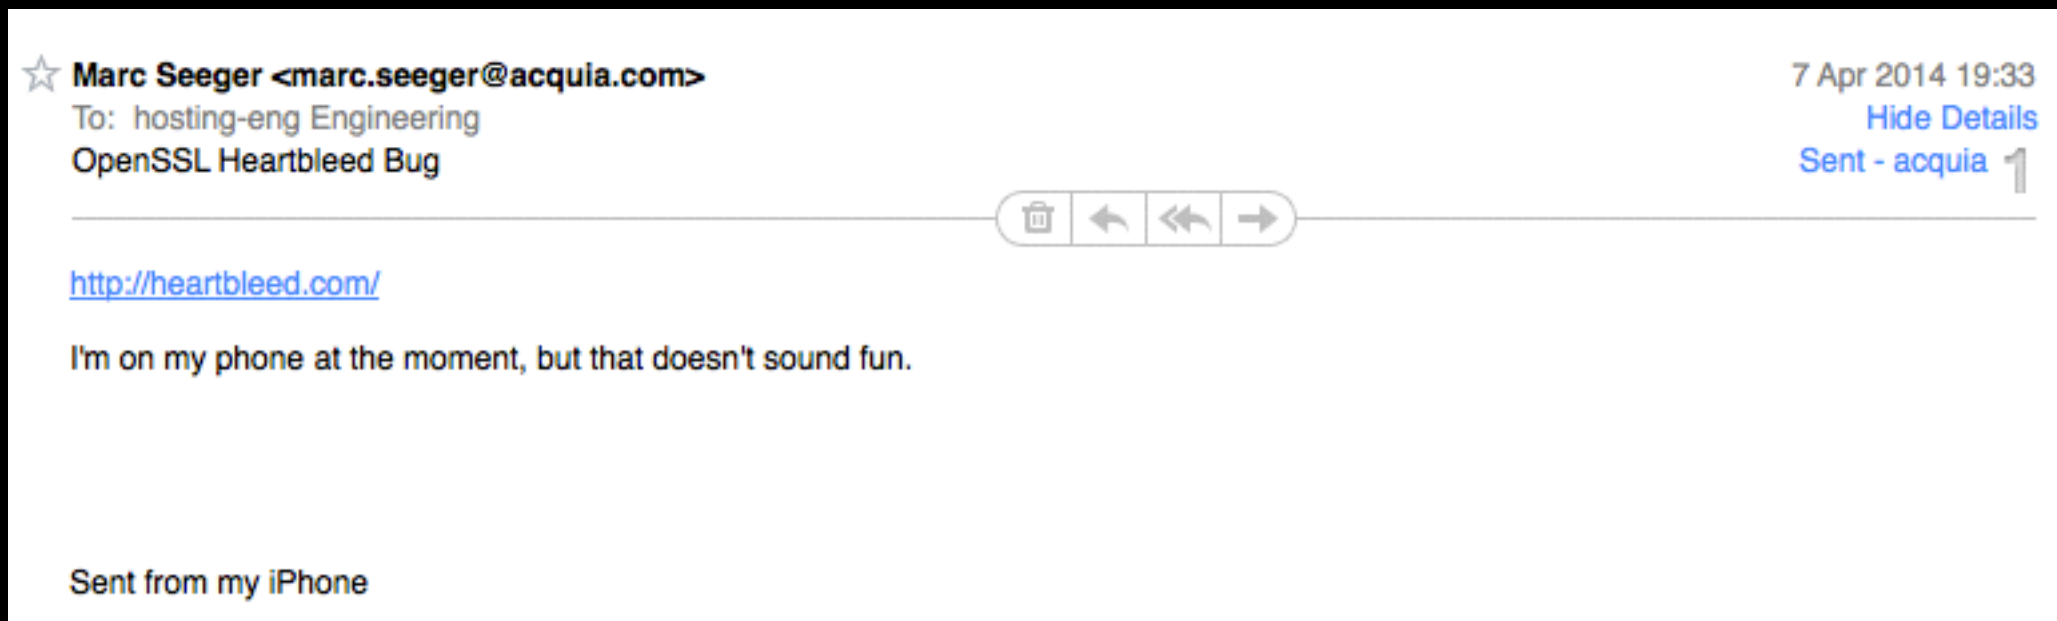 Marc Seeger <marc.seeger@acquia.com> 7 Apr 2014 19:33
To: hosting-eng Engineering Hide Details
OpenSSL Heartbleed Bug Sent - acquia 1
http://heartbleed.com/
I'm on my phone at the moment, but that doesn't sound fun.
Sent from my iPhone